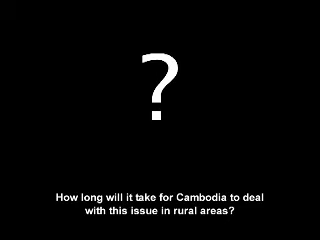 ?
How long will it take for Cambodia to deal
with this issue in rural areas?